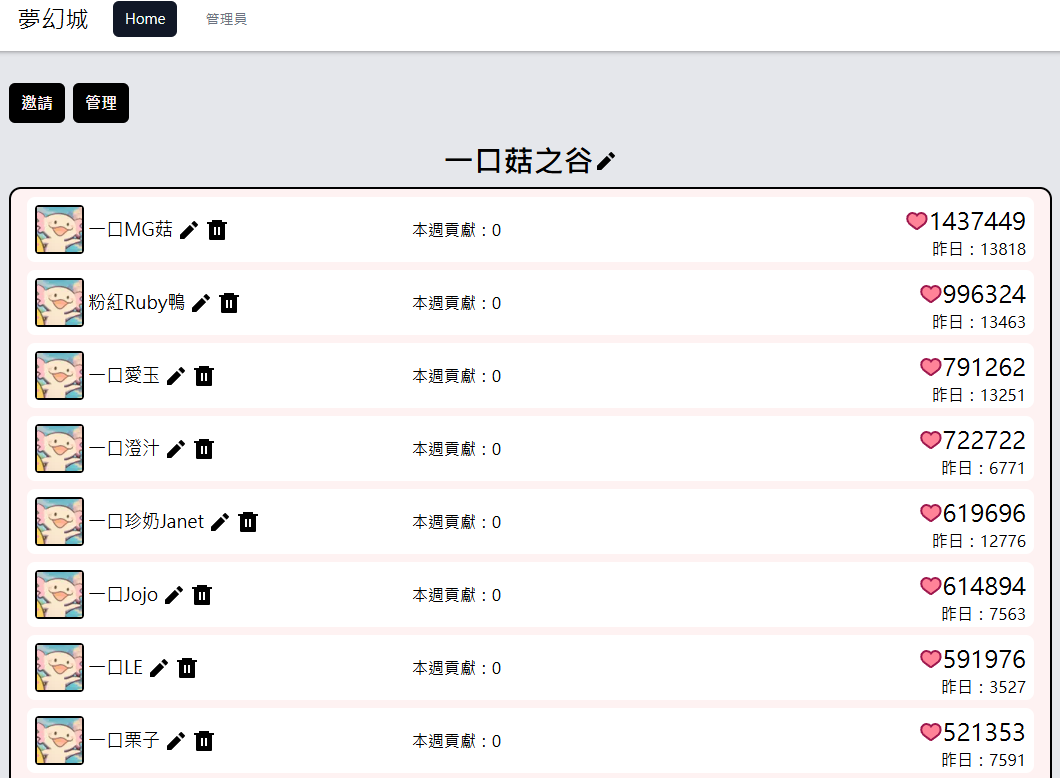 夢幻城 Home 管理員
邀請 管理
一口菇之谷
一口MG菇 本週貢獻：0 1437449
昨日：13818
粉紅Ruby鴨 本週貢獻：0 996324
昨日：13463
一口愛玉 本週貢獻：0 791262
昨日：13251
一口澄汁 本週貢獻：0 722722
昨日：6771
一口珍奶Janet 本週貢獻：0 619696
昨日：12776
一口Jojo 本週貢獻：0 614894
昨日：7563
一口LE 本週貢獻：0 591976
昨日：3527
一口栗子 本週貢獻：0 521353
昨日：7591